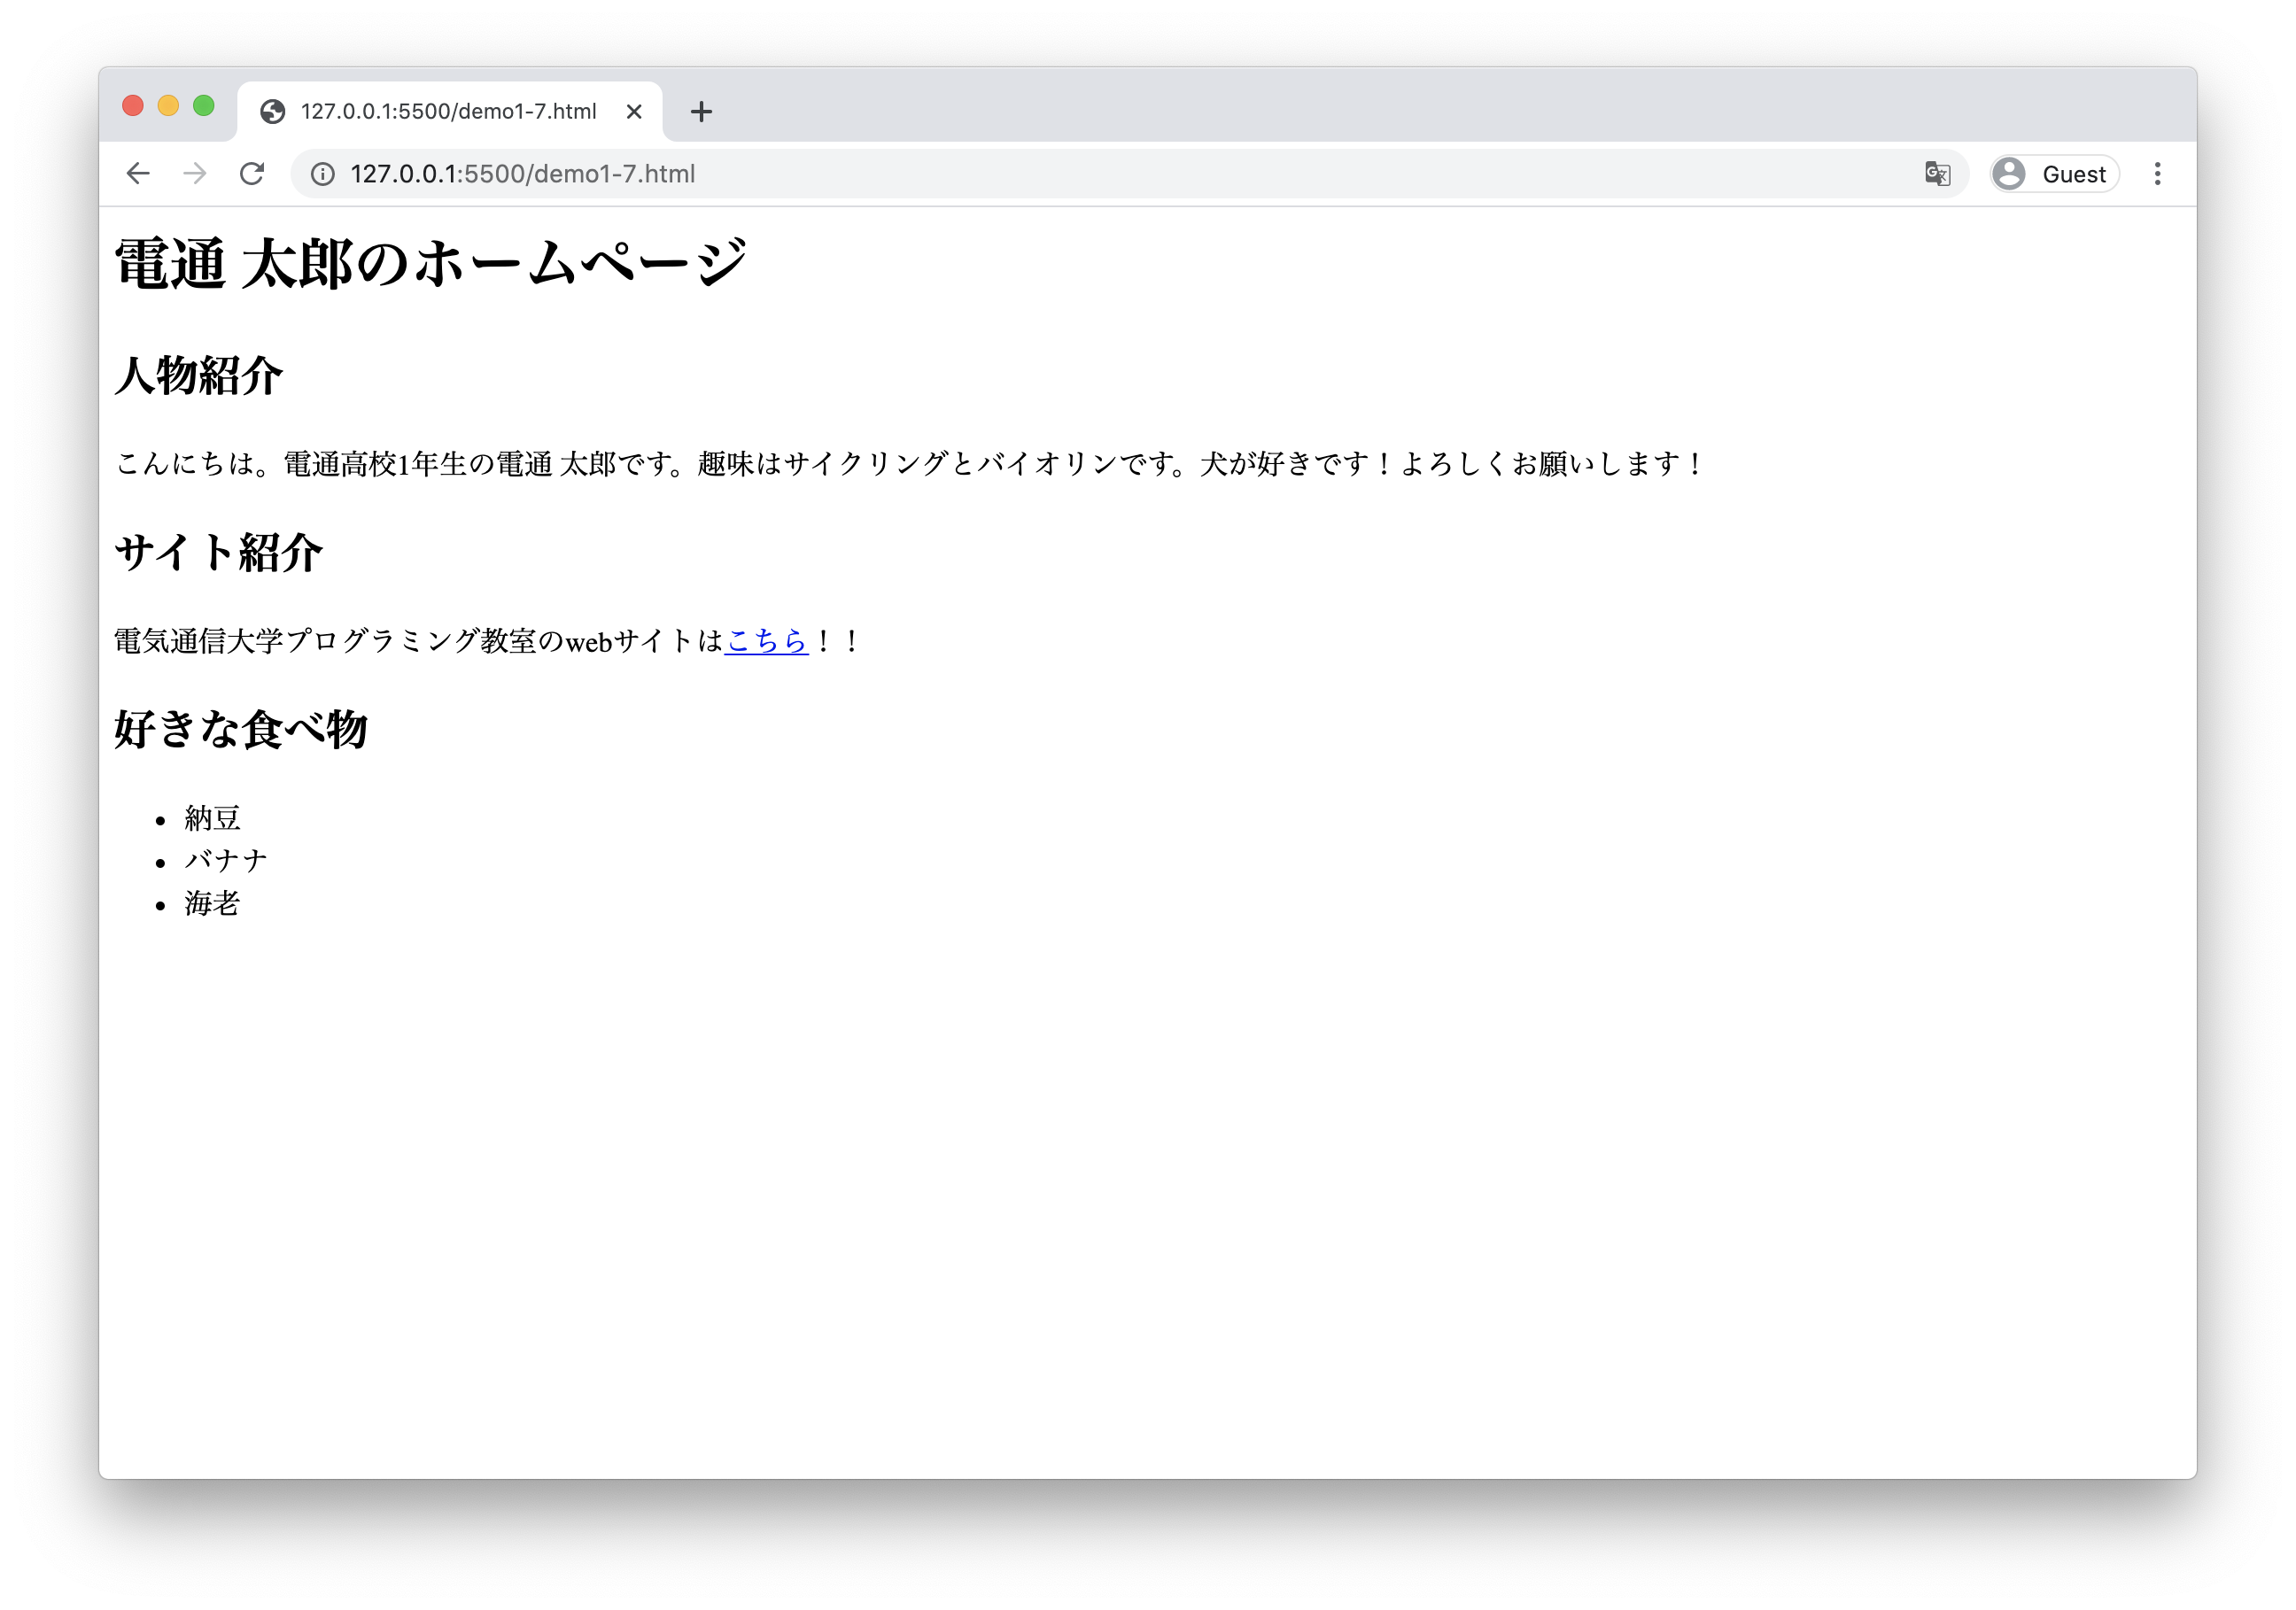 127.0.0.1:5500/demo1-7.html
127.0.0.1:5500/demo1-7.html
Guest
電通 太郎のホームページ
人物紹介
こんにちは。電通高校1年生の電通 太郎です。趣味はサイクリングとバイオリンです。犬が好きです！よろしくお願いします！
サイト紹介
電気通信大学プログラミング教室のwebサイトはこちら！！
好きな食べ物
• 納豆
• バナナ
• 海老